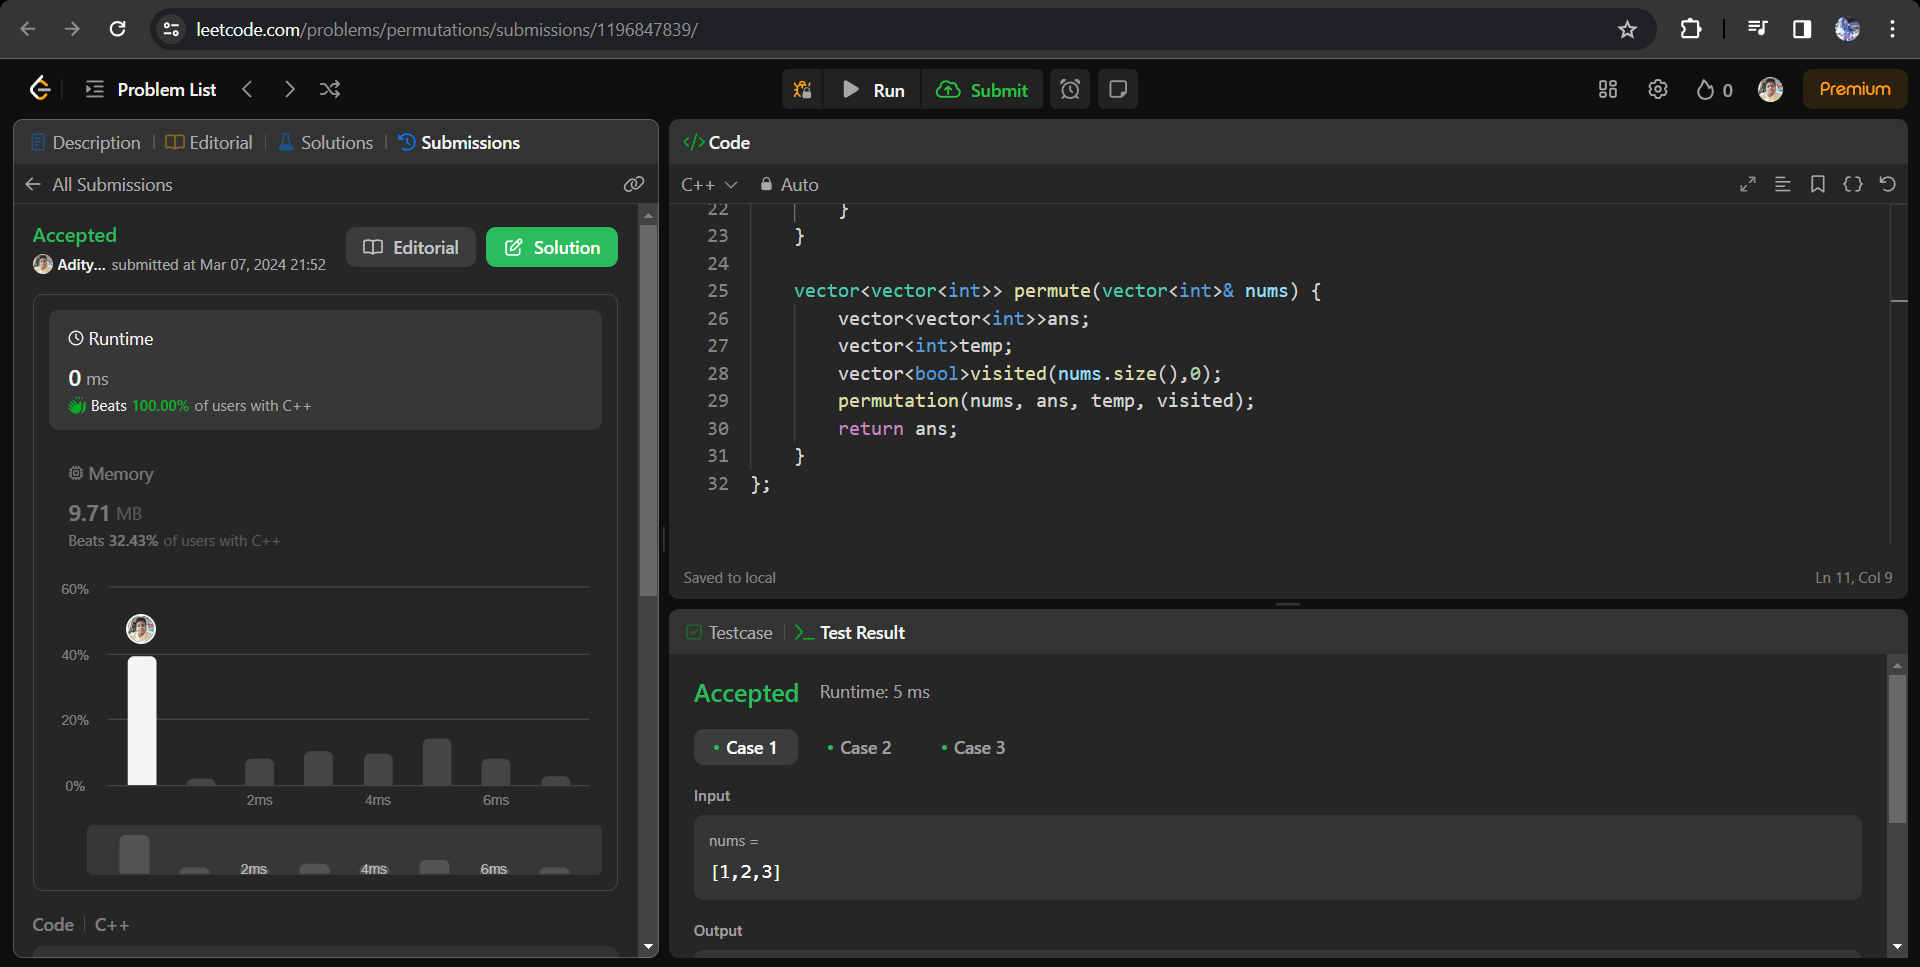 leetcode.com/problems/permutations/submissions/1196847839/
Problem List
Run
Submit
0
Premium
Description
Editorial
Solutions
Submissions
All Submissions
Accepted
Adity... submitted at Mar 07, 2024 21:52
Editorial
Solution
Runtime
0 ms
Beats 100.00% of users with C++
Memory
9.71 MB
Beats 32.43% of users with C++
60%
40%
20%
0%
2ms 4ms 6ms
2ms 4ms 6ms
Code C++
</> Code
C++ Auto
22 }
23 }
24
25 vector<vector<int>> permute(vector<int>& nums) {
26 vector<vector<int>>ans;
27 vector<int>temp;
28 vector<bool>visited(nums.size(),0);
29 permutation(nums, ans, temp, visited);
30 return ans;
31 }
32 };
Saved to local
Ln 11, Col 9
Testcase
Test Result
Accepted Runtime: 5 ms
Case 1 Case 2 Case 3
Input
nums =
[1,2,3]
Output